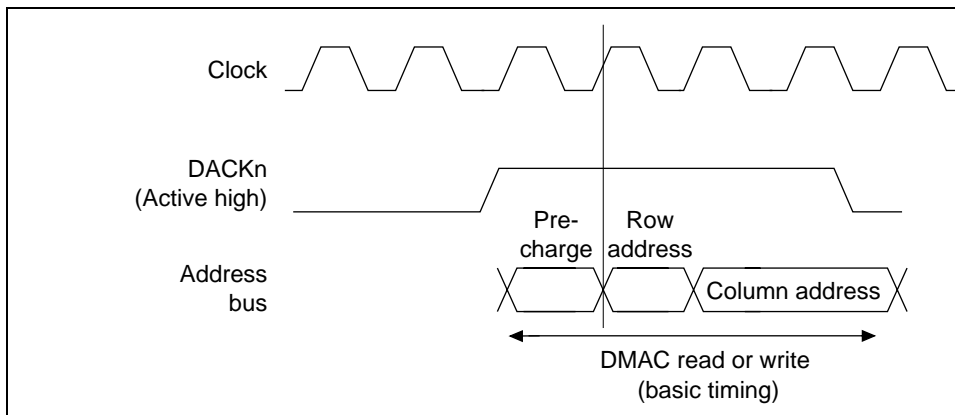 Clock
DACKn
(Active high)
Pre-
charge
Row
address
Address
bus
Column address
DMAC read or write
(basic timing)